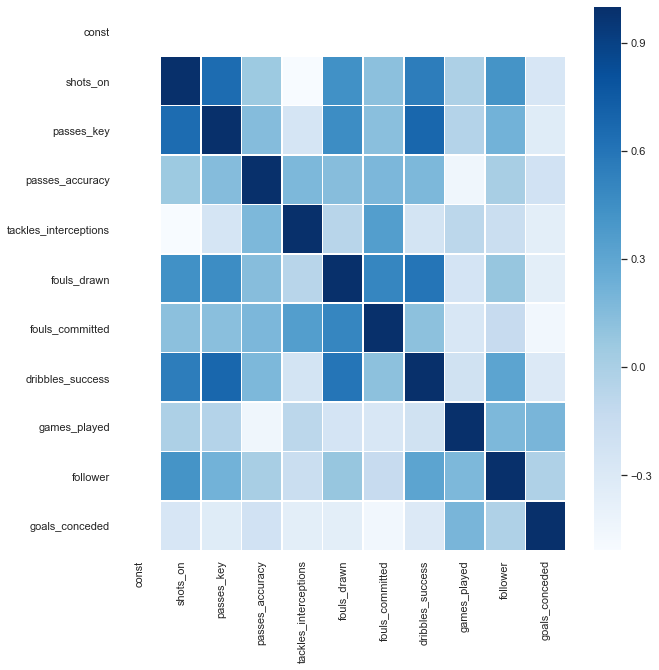 const
shots_on
passes_key
passes_accuracy
tackles_interceptions
fouls_drawn
fouls_committed
dribbles_success
games_played
follower
goals_conceded
const
shots_on
passes_key
passes_accuracy
tackles_interceptions
fouls_drawn
fouls_committed
dribbles_success
games_played
follower
goals_conceded
0.9
0.6
0.3
0.0
−0.3